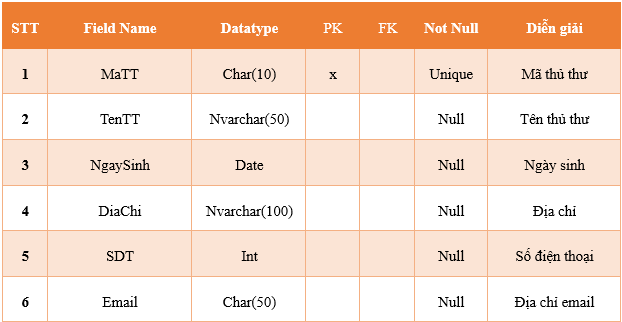 STT Field Name Datatype PK FK Not Null Diễn giải
1 MaTT Char(10) x Unique Mã thủ thư
2 TenTT Nvarchar(50) Null Tên thủ thư
3 NgaySinh Date Null Ngày sinh
4 DiaChi Nvarchar(100) Null Địa chỉ
5 SDT Int Null Số điện thoại
6 Email Char(50) Null Địa chỉ email